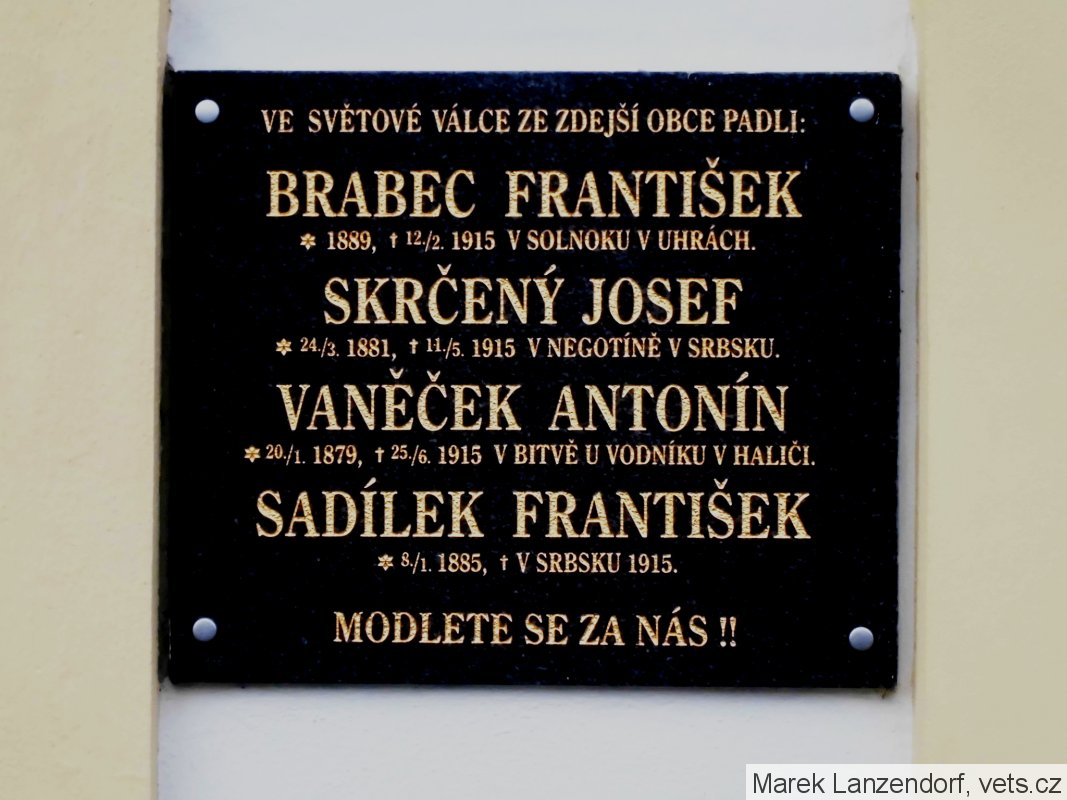 VE SVĚTOVÉ VÁLCE ZE ZDEJŠÍ OBCE PADLI:
BRABEC FRANTIŠEK
✡ 1889, † 12./2. 1915 V SOLNOKU V UHRÁCH.
SKRČENÝ JOSEF
✡ 24./3. 1881, † 11./5. 1915 V NEGOTÍNĚ V SRBSKU.
VANĚČEK ANTONÍN
✡ 20./1. 1879, † 25./6. 1915 V BITVĚ U VODNÍKU V HALIČI.
SADÍLEK FRANTIŠEK
✡ 8./1. 1885, † V SRBSKU 1915.
MODLETE SE ZA NÁS !!
Marek Lanzendorf, vets.cz